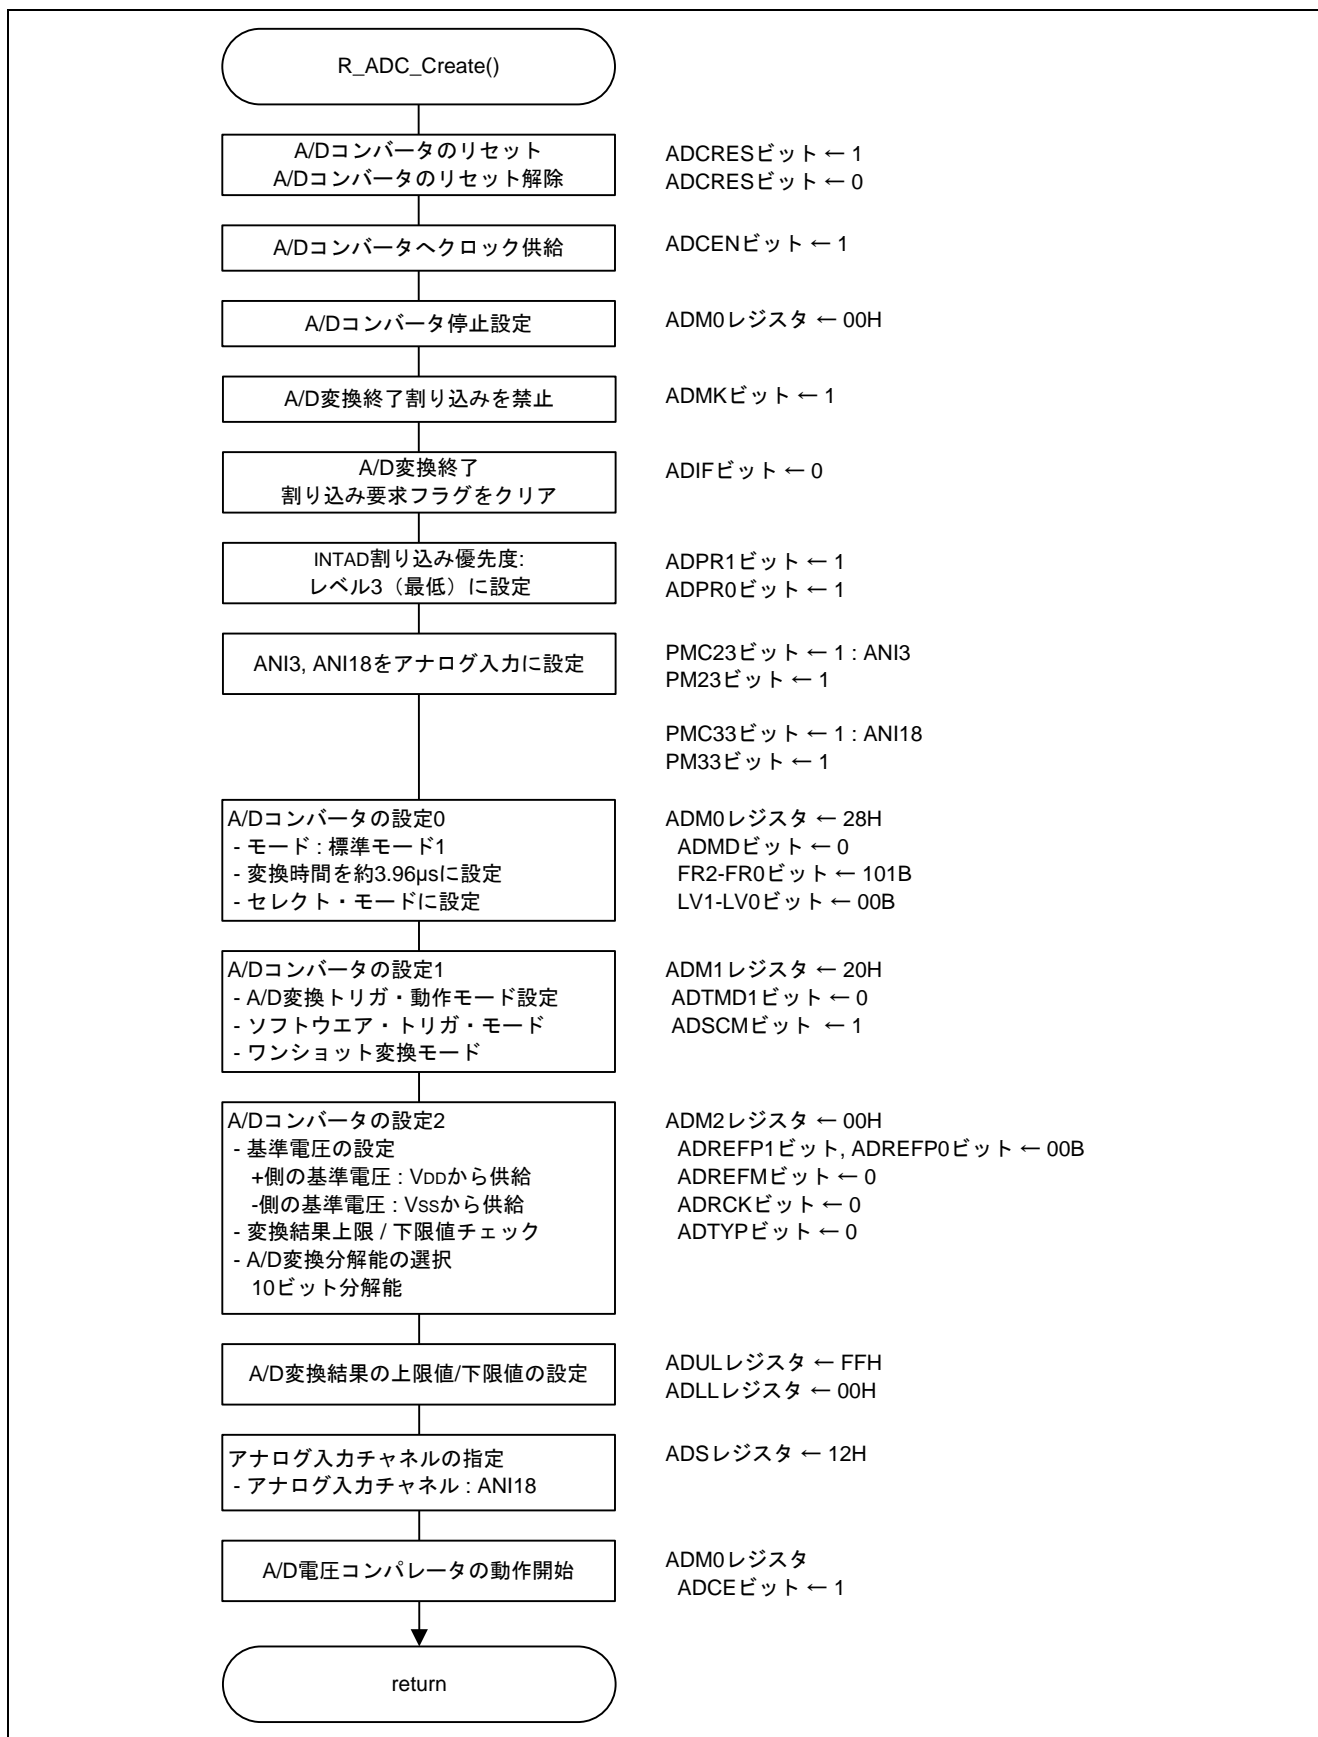 R_ADC_Create()
A/Dコンバータのリセット
A/Dコンバータのリセット解除
ADCRESビット ← 1
ADCRESビット ← 0
A/Dコンバータへクロック供給
ADCENビット ← 1
A/Dコンバータ停止設定
ADM0レジスタ ← 00H
A/D変換終了割り込みを禁止
ADMKビット ← 1
A/D変換終了
割り込み要求フラグをクリア
ADIFビット ← 0
INTAD割り込み優先度:
レベル3（最低）に設定
ADPR1ビット ← 1
ADPR0ビット ← 1
ANI3, ANI18をアナログ入力に設定
PMC23ビット ← 1 : ANI3
PM23ビット ← 1
PMC33ビット ← 1 : ANI18
PM33ビット ← 1
A/Dコンバータの設定0
- モード : 標準モード1
- 変換時間を約3.96μsに設定
- セレクト・モードに設定
ADM0レジスタ ← 28H
ADMDビット ← 0
FR2-FR0ビット ← 101B
LV1-LV0ビット ← 00B
A/Dコンバータの設定1
- A/D変換トリガ・動作モード設定
- ソフトウエア・トリガ・モード
- ワンショット変換モード
ADM1レジスタ ← 20H
ADTMD1ビット ← 0
ADSCMビット ← 1
A/Dコンバータの設定2
- 基準電圧の設定
+側の基準電圧 : VDDから供給
-側の基準電圧 : VSSから供給
- 変換結果上限 / 下限値チェック
- A/D変換分解能の選択
10ビット分解能
ADM2レジスタ ← 00H
ADREFP1ビット, ADREFP0ビット ← 00B
ADREFMビット ← 0
ADRCKビット ← 0
ADTYPビット ← 0
A/D変換結果の上限値/下限値の設定
ADULレジスタ ← FFH
ADLLレジスタ ← 00H
アナログ入力チャネルの指定
- アナログ入力チャネル : ANI18
ADSレジスタ ← 12H
A/D電圧コンパレータの動作開始
ADM0レジスタ
ADCEビット ← 1
return